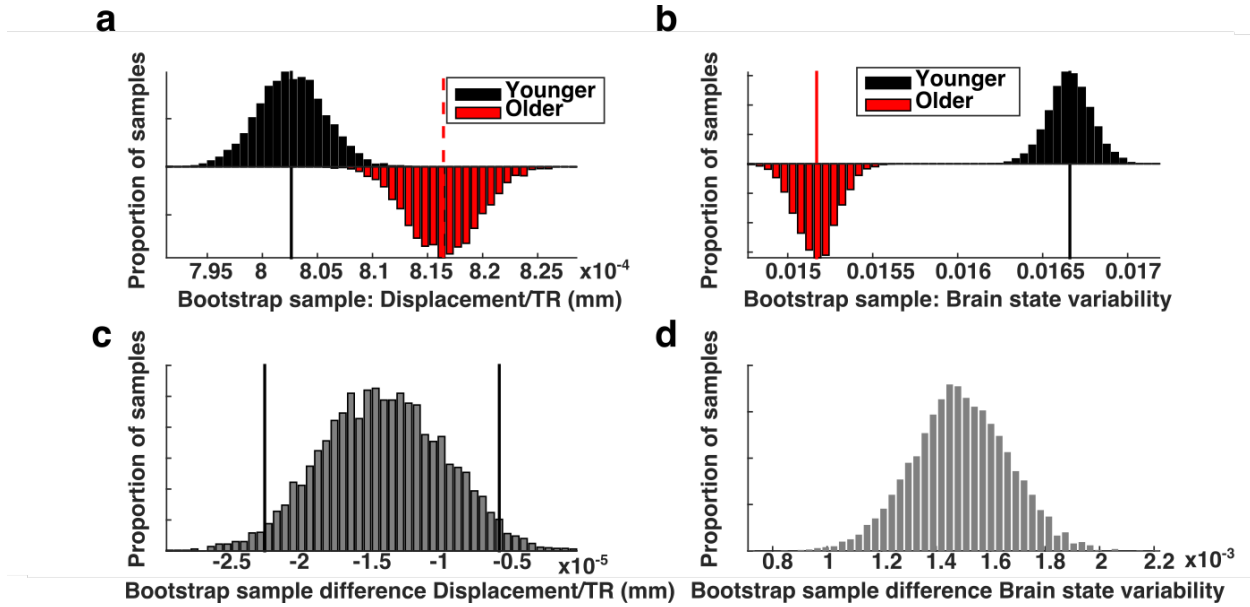 a
Proportion of samples
Younger
Older
7.95 8 8.05 8.1 8.15 8.2 8.25 x10-4
Bootstrap sample: Displacement/TR (mm)
b
Proportion of samples
Younger
Older
0.015 0.0155 0.016 0.0165 0.017
Bootstrap sample: Brain state variability
c
Proportion of samples
-2.5 -2 -1.5 -1 -0.5 x10-5
Bootstrap sample difference Displacement/TR (mm)
d
Proportion of samples
0.8 1 1.2 1.4 1.6 1.8 2 2.2 x10-3
Bootstrap sample difference Brain state variability